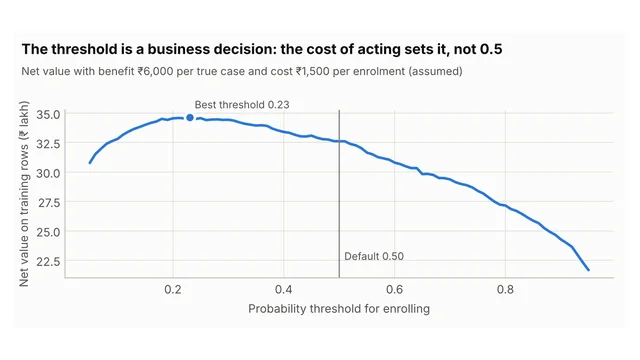 The threshold is a business decision: the cost of acting sets it, not 0.5
Net value with benefit ₹6,000 per true case and cost ₹1,500 per enrolment (assumed)
Net value on training rows (₹ lakh)
35.0
32.5
30.0
27.5
25.0
22.5
Best threshold 0.23
Default 0.50
0.2
0.4
0.6
0.8
Probability threshold for enrolling